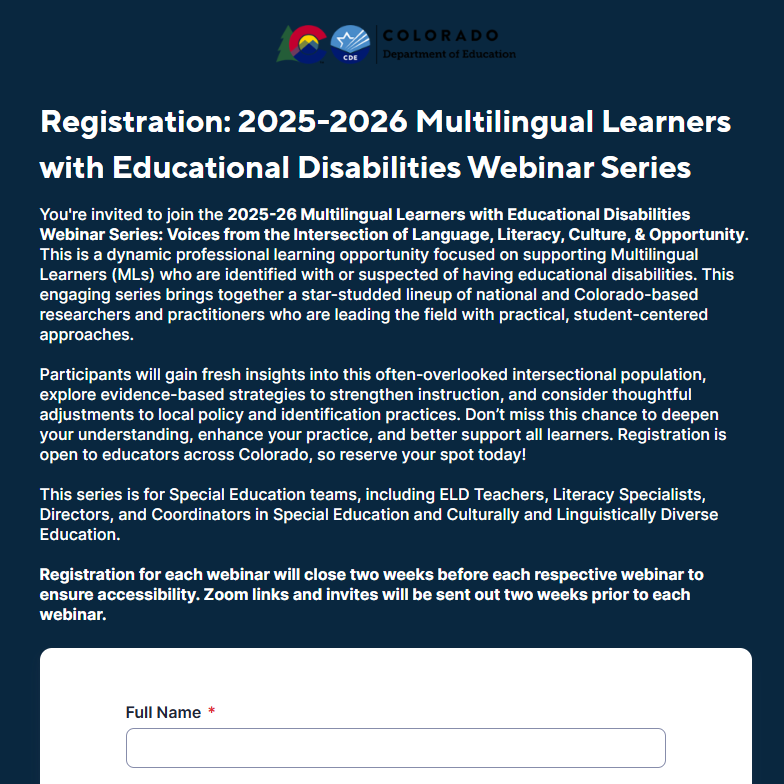 COLORADO
CDE
Department of Education
Registration: 2025-2026 Multilingual Learners
with Educational Disabilities Webinar Series
You're invited to join the 2025-26 Multilingual Learners with Educational Disabilities
Webinar Series: Voices from the Intersection of Language, Literacy, Culture, & Opportunity.
This is a dynamic professional learning opportunity focused on supporting Multilingual
Learners (MLs) who are identified with or suspected of having educational disabilities. This
engaging series brings together a star-studded lineup of national and Colorado-based
researchers and practitioners who are leading the field with practical, student-centered
approaches.
Participants will gain fresh insights into this often-overlooked intersectional population,
explore evidence-based strategies to strengthen instruction, and consider thoughtful
adjustments to local policy and identification practices. Don’t miss this chance to deepen
your understanding, enhance your practice, and better support all learners. Registration is
open to educators across Colorado, so reserve your spot today!
This series is for Special Education teams, including ELD Teachers, Literacy Specialists,
Directors, and Coordinators in Special Education and Culturally and Linguistically Diverse
Education.
Registration for each webinar will close two weeks before each respective webinar to
ensure accessibility. Zoom links and invites will be sent out two weeks prior to each
webinar.
Full Name *